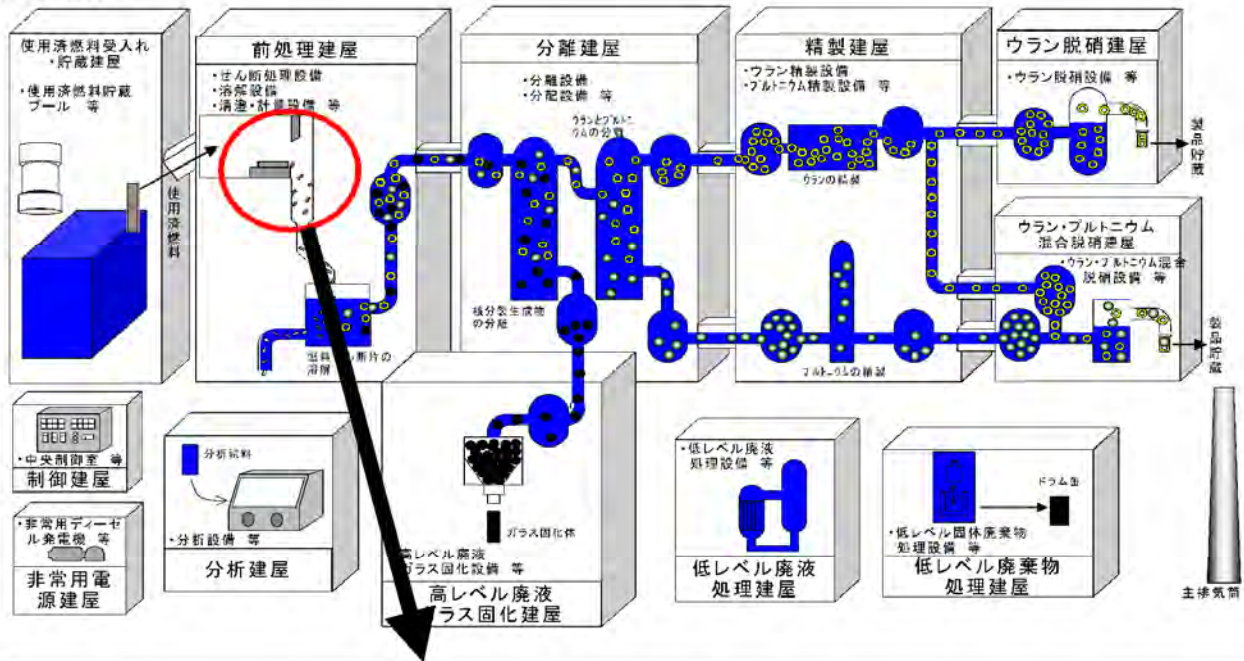 使用済燃料受入れ
・貯蔵建屋
・使用済燃料貯蔵
プール 等
使用済燃料
前処理建屋
・せん断処理設備
・溶解設備
・清澄・計量設備 等
燃料せん断片の
溶解
分離建屋
・分離設備
・分配設備 等
ウランとプルトニ
ウムの分離
核分裂生成物
の分離
精製建屋
・ウラン精製設備
・プルトニウム精製設備 等
ウランの精製
プルトニウムの精製
ウラン脱硝建屋
・ウラン脱硝設備 等
製品貯蔵
ウラン・プルトニウム
混合脱硝建屋
・ウラン・プルトニウム混合
脱硝設備 等
製品貯蔵
・中央制御室 等
制御建屋
・非常用ディーゼ
ル発電機 等
非常用電
源建屋
分析試料
・分析設備 等
分析建屋
ガラス固化体
高レベル廃液
ガラス固化設備 等
高レベル廃液
ガラス固化建屋
・低レベル廃液
処理設備 等
低レベル廃液
処理建屋
ドラム缶
・低レベル固体廃棄物
処理設備 等
低レベル廃棄物
処理建屋
主排気筒